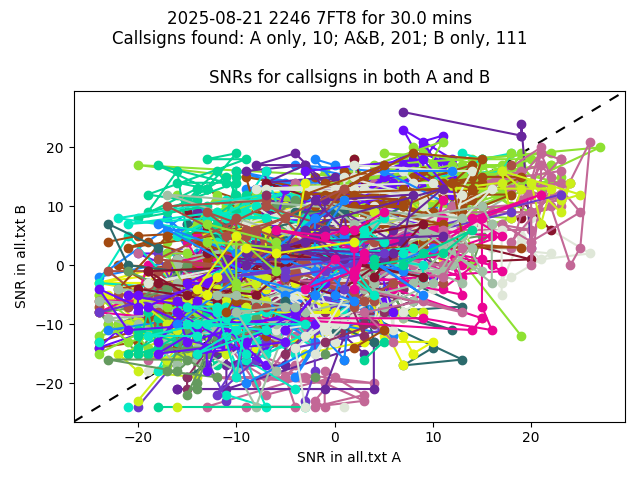 2025-08-21 2246 7FT8 for 30.0 mins
Callsigns found: A only, 10; A&B, 201; B only, 111
SNRs for callsigns in both A and B
SNR in all.txt B
20
10
0
−10
−20
−20
−10
0
10
20
SNR in all.txt A